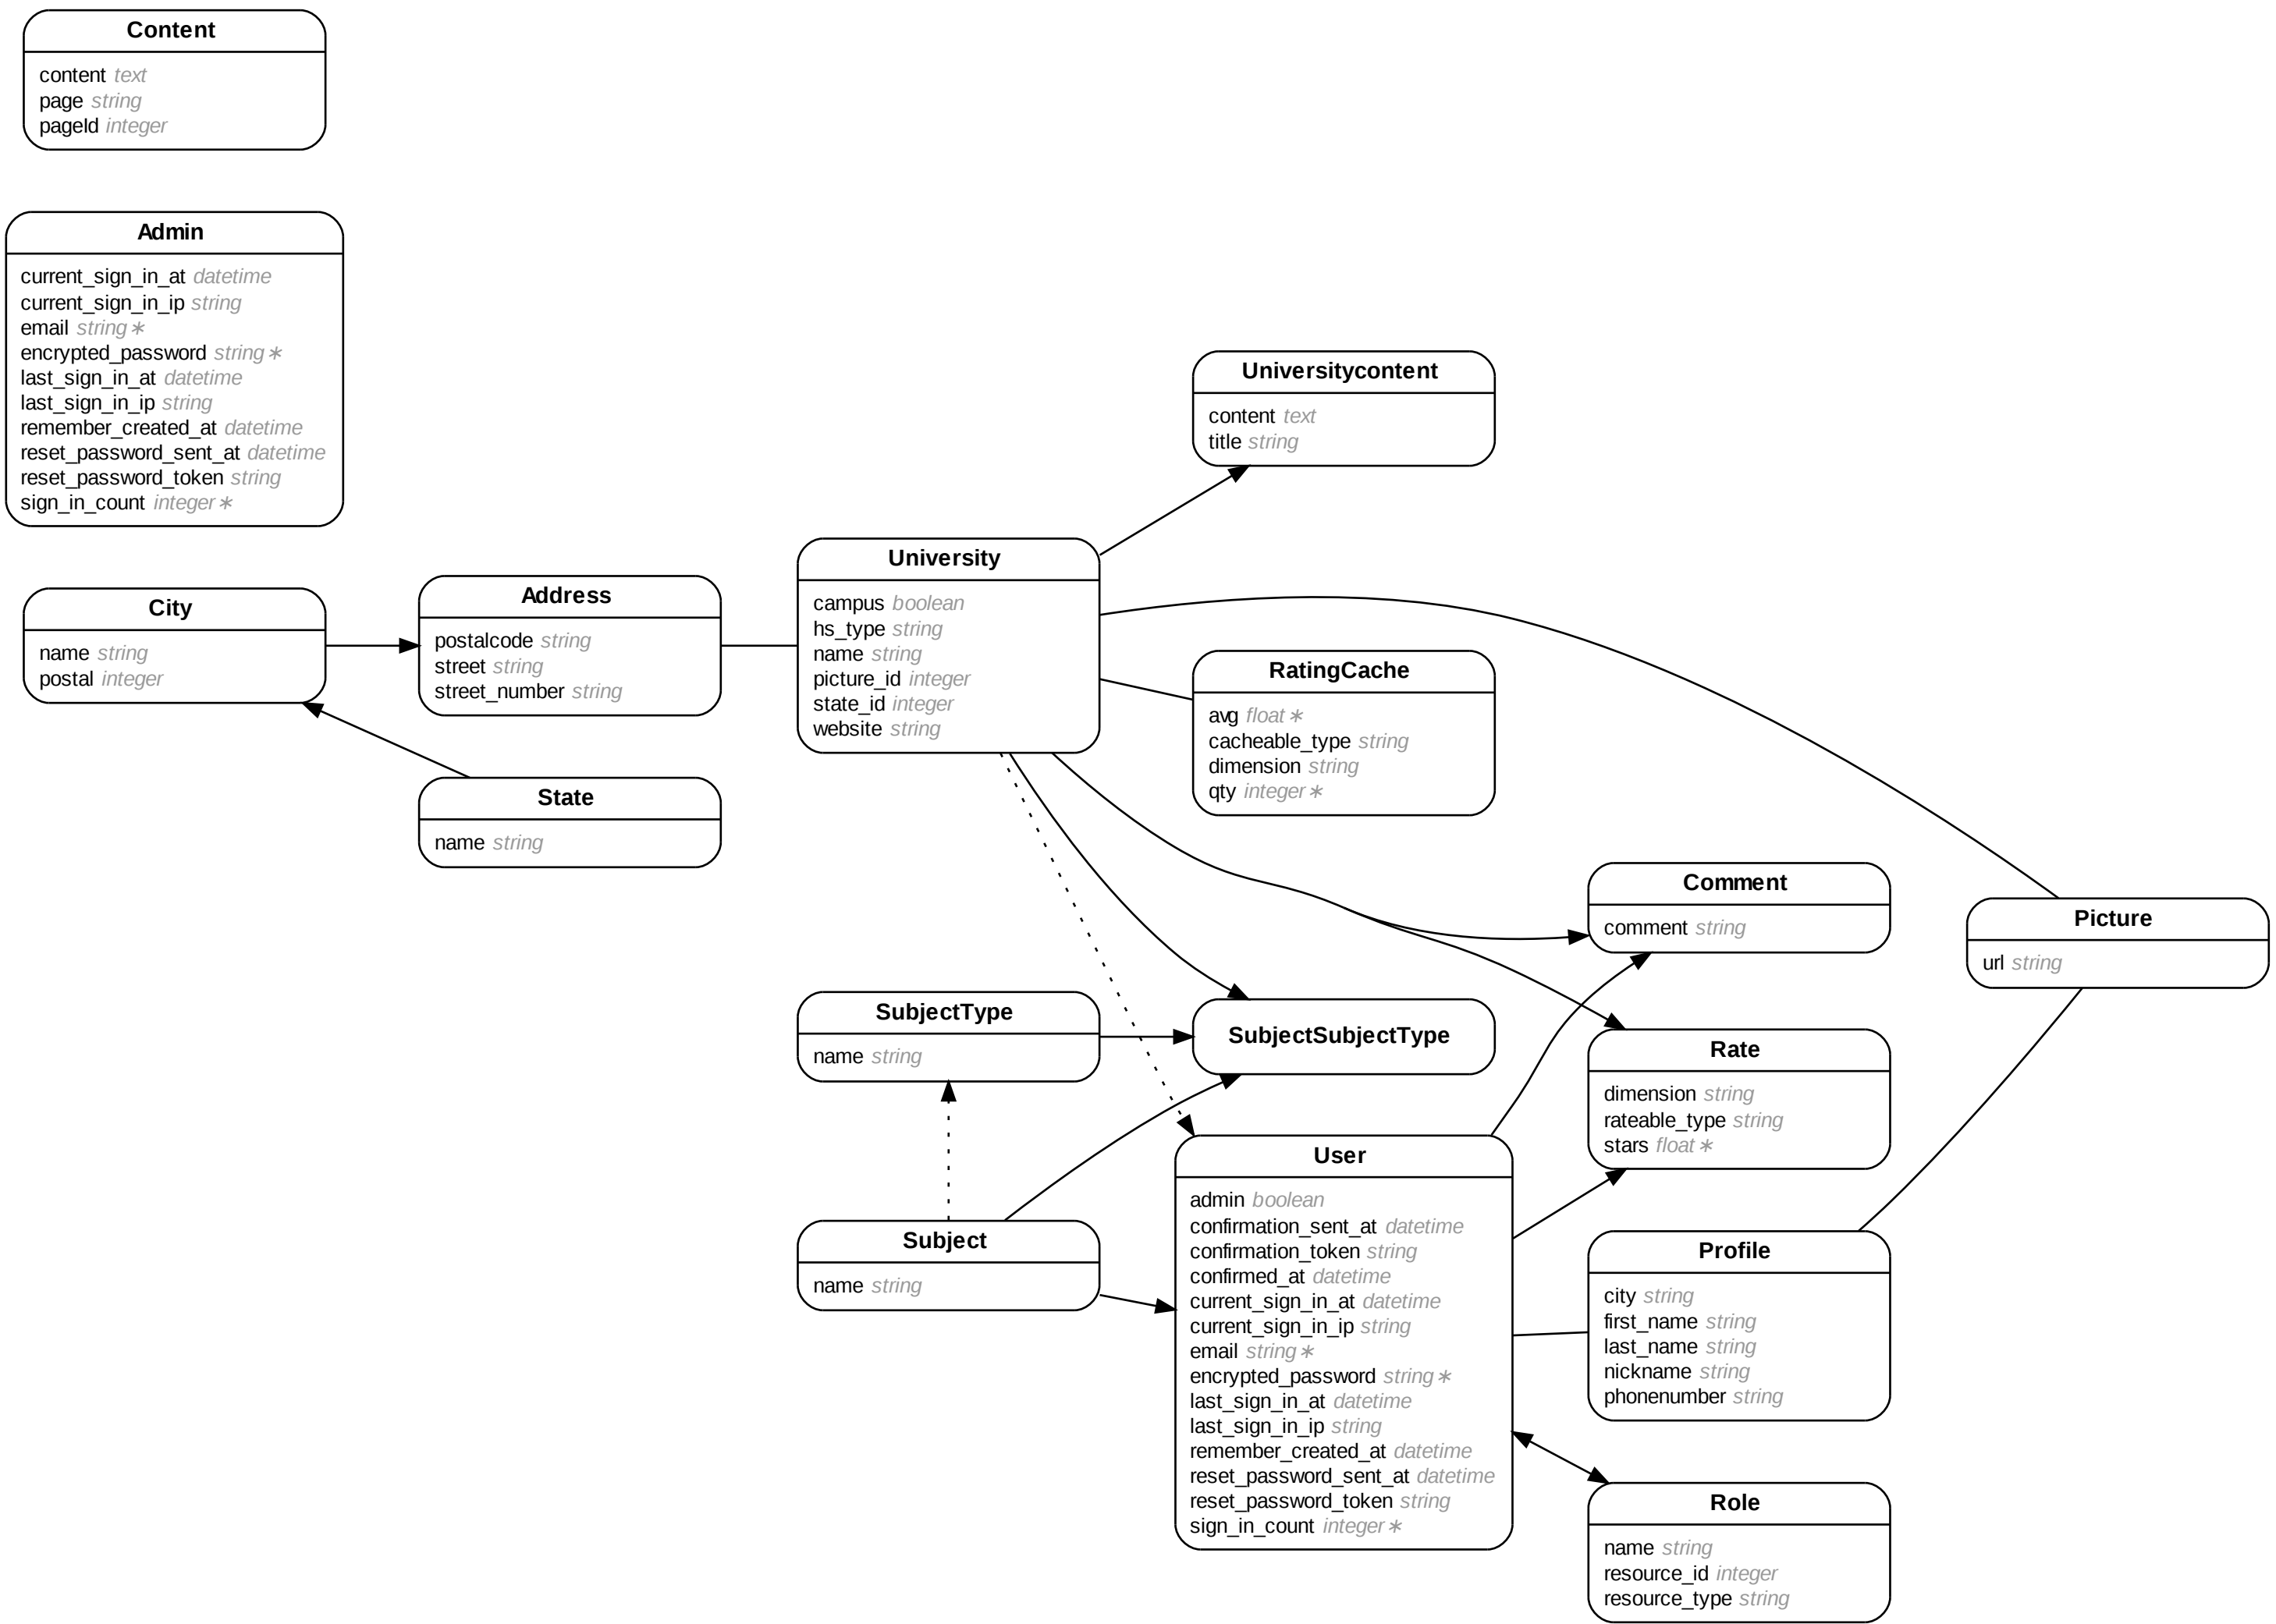 Content
content text
page string
pageId integer
Admin
current_sign_in_at datetime
current_sign_in_ip string
email string∗
encrypted_password string∗
last_sign_in_at datetime
last_sign_in_ip string
remember_created_at datetime
reset_password_sent_at datetime
reset_password_token string
sign_in_count integer∗
City
name string
postal integer
Address
postalcode string
street string
street_number string
State
name string
University
campus boolean
hs_type string
name string
picture_id integer
state_id integer
website string
Universitycontent
content text
title string
RatingCache
avg float∗
cacheable_type string
dimension string
qty integer∗
Comment
comment string
Picture
url string
SubjectType
name string
SubjectSubjectType
Rate
dimension string
rateable_type string
stars float∗
Subject
name string
User
admin boolean
confirmation_sent_at datetime
confirmation_token string
confirmed_at datetime
current_sign_in_at datetime
current_sign_in_ip string
email string∗
encrypted_password string∗
last_sign_in_at datetime
last_sign_in_ip string
remember_created_at datetime
reset_password_sent_at datetime
reset_password_token string
sign_in_count integer∗
Profile
city string
first_name string
last_name string
nickname string
phonenumber string
Role
name string
resource_id integer
resource_type string